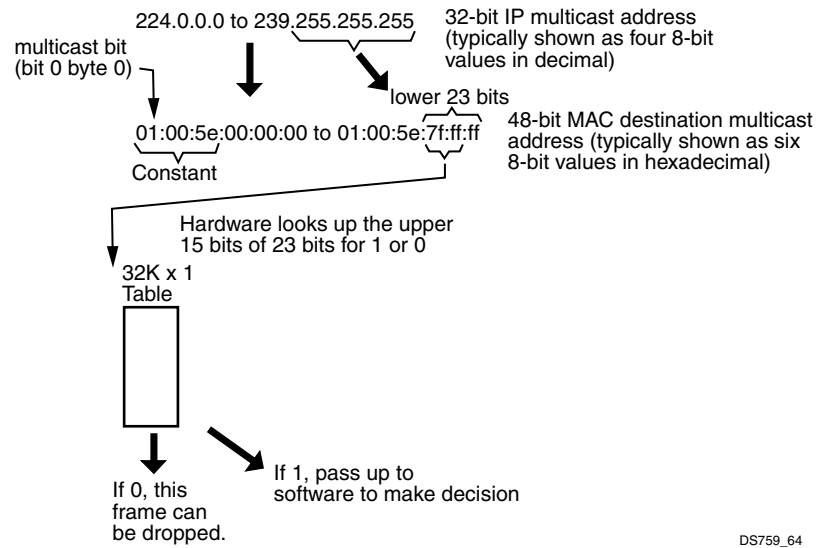 224.0.0.0 to 239.255.255.255
32-bit IP multicast address
(typically shown as four 8-bit
values in decimal)
multicast bit
(bit 0 byte 0)
lower 23 bits
01:00:5e:00:00:00 to 01:00:5e:7f:ff:ff
48-bit MAC destination multicast
address (typically shown as six
8-bit values in hexadecimal)
Constant
Hardware looks up the upper
15 bits of 23 bits for 1 or 0
32K x 1
Table
If 0, this
frame can
be dropped.
If 1, pass up to
software to make decision
DS759_64